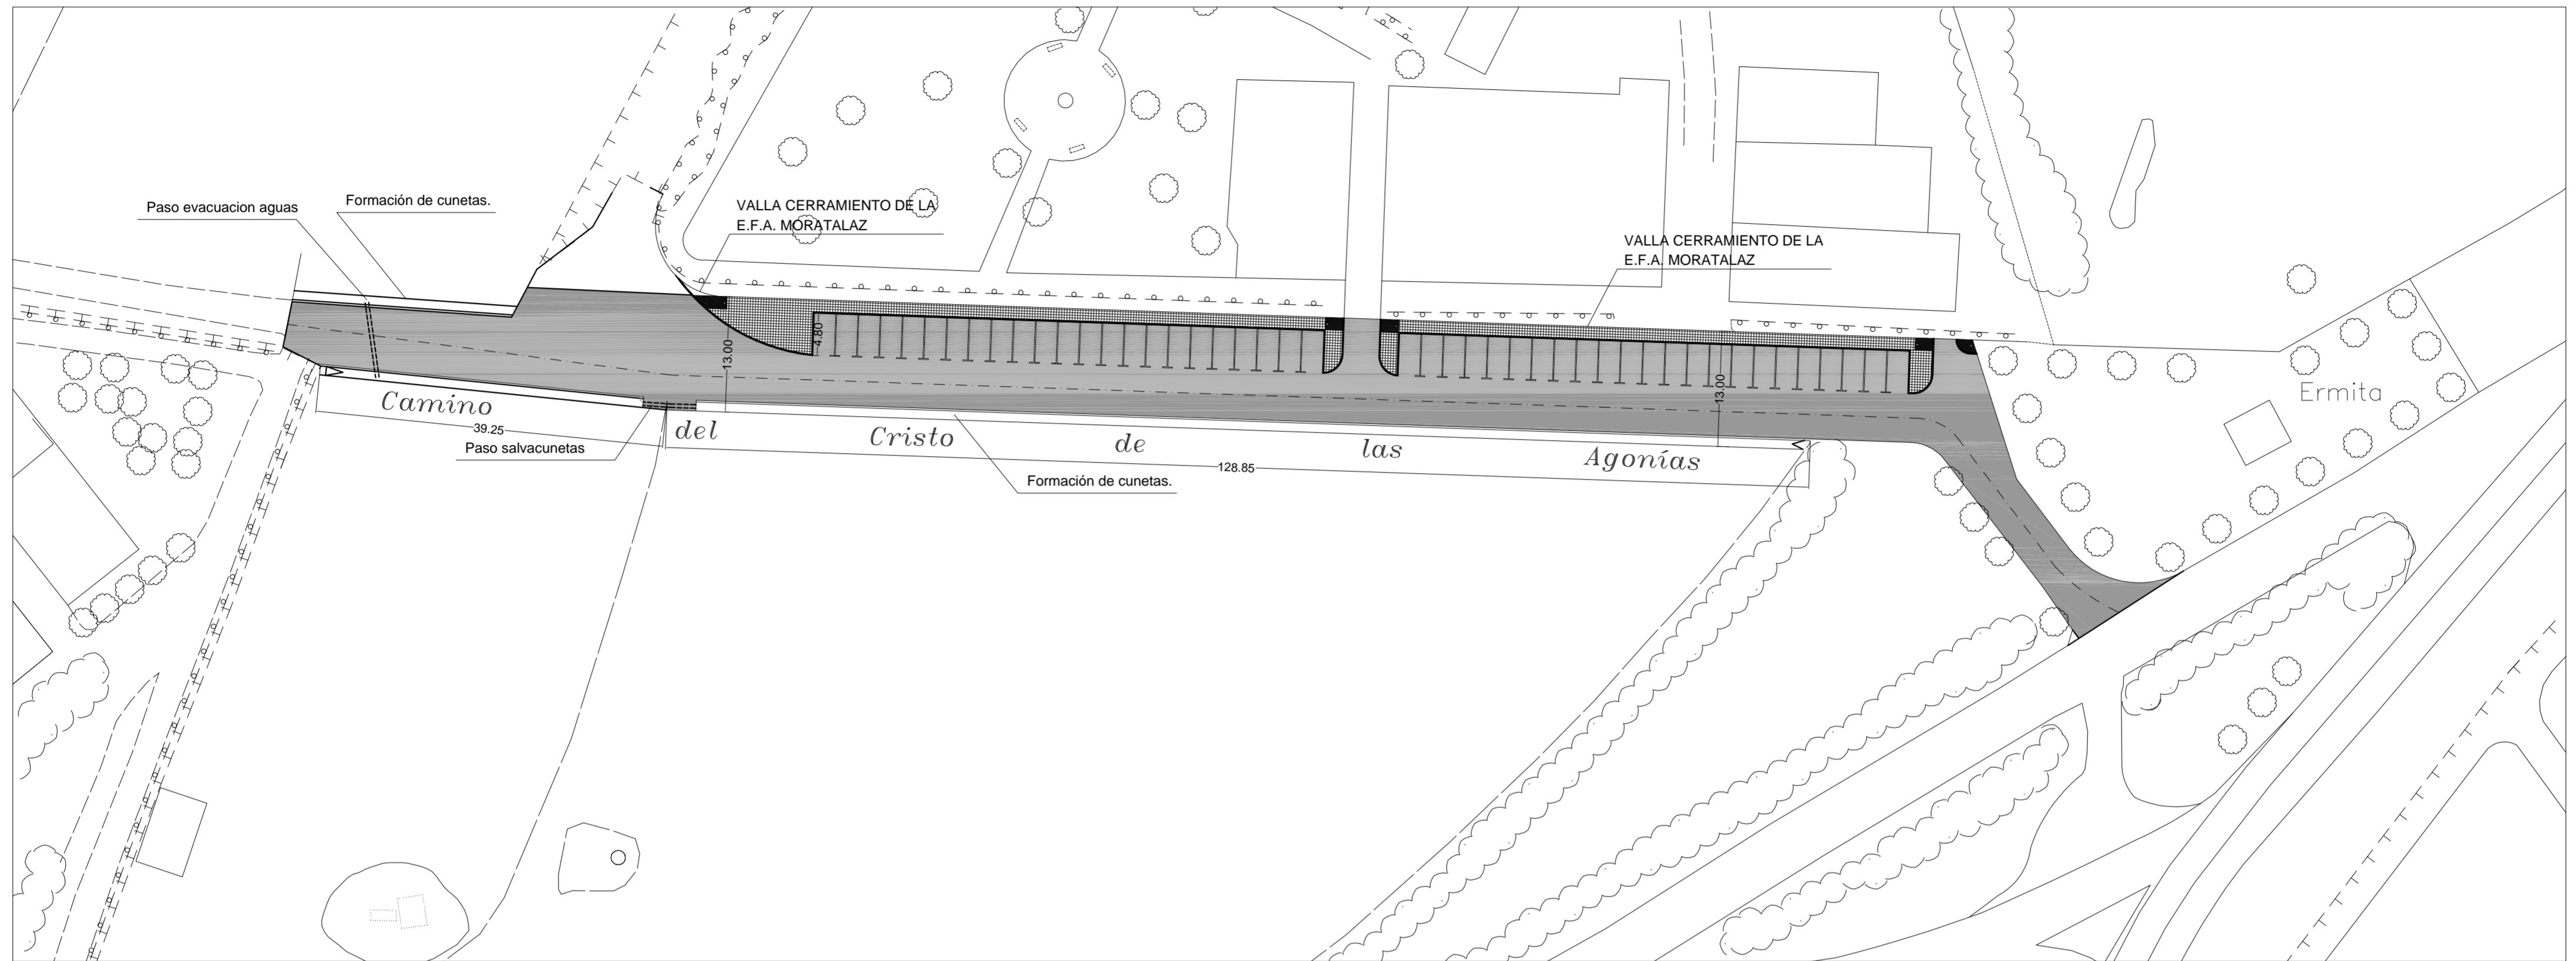 Paso evacuacion aguas
Formación de cunetas.
VALLA CERRAMIENTO DE LA
E.F.A. MORATALAZ
VALLA CERRAMIENTO DE LA
E.F.A. MORATALAZ
4.80
13.00
13.00
Ermita
Camino
del
Cristo
de
las
Agonías
39.25
Paso salvacunetas
128.85
Formación de cunetas.